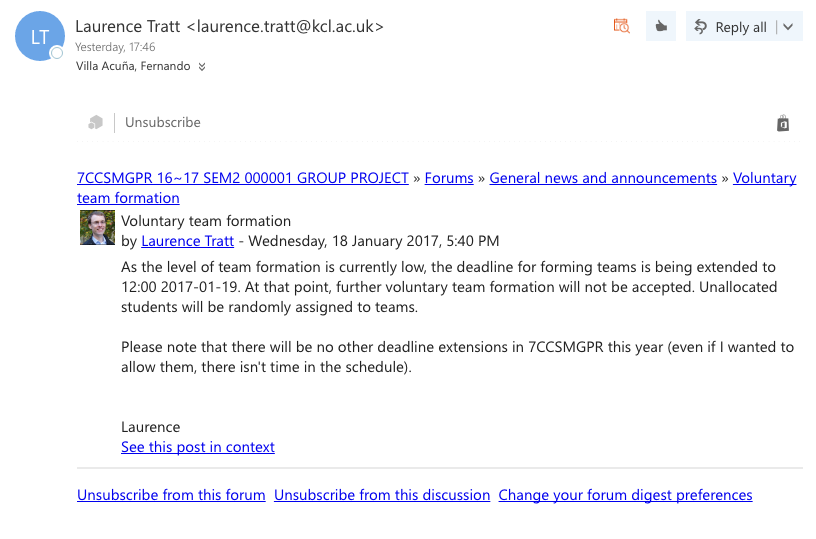 LT
Laurence Tratt <laurence.tratt@kcl.ac.uk>
Reply all
Yesterday, 17:46
Villa Acuña, Fernando
Unsubscribe
7CCSMGPR 16~17 SEM2 000001 GROUP PROJECT » Forums » General news and announcements » Voluntary
team formation
Voluntary team formation
by Laurence Tratt - Wednesday, 18 January 2017, 5:40 PM
As the level of team formation is currently low, the deadline for forming teams is being extended to
12:00 2017-01-19. At that point, further voluntary team formation will not be accepted. Unallocated
students will be randomly assigned to teams.
Please note that there will be no other deadline extensions in 7CCSMGPR this year (even if I wanted to
allow them, there isn't time in the schedule).
Laurence
See this post in context
Unsubscribe from this forum Unsubscribe from this discussion Change your forum digest preferences